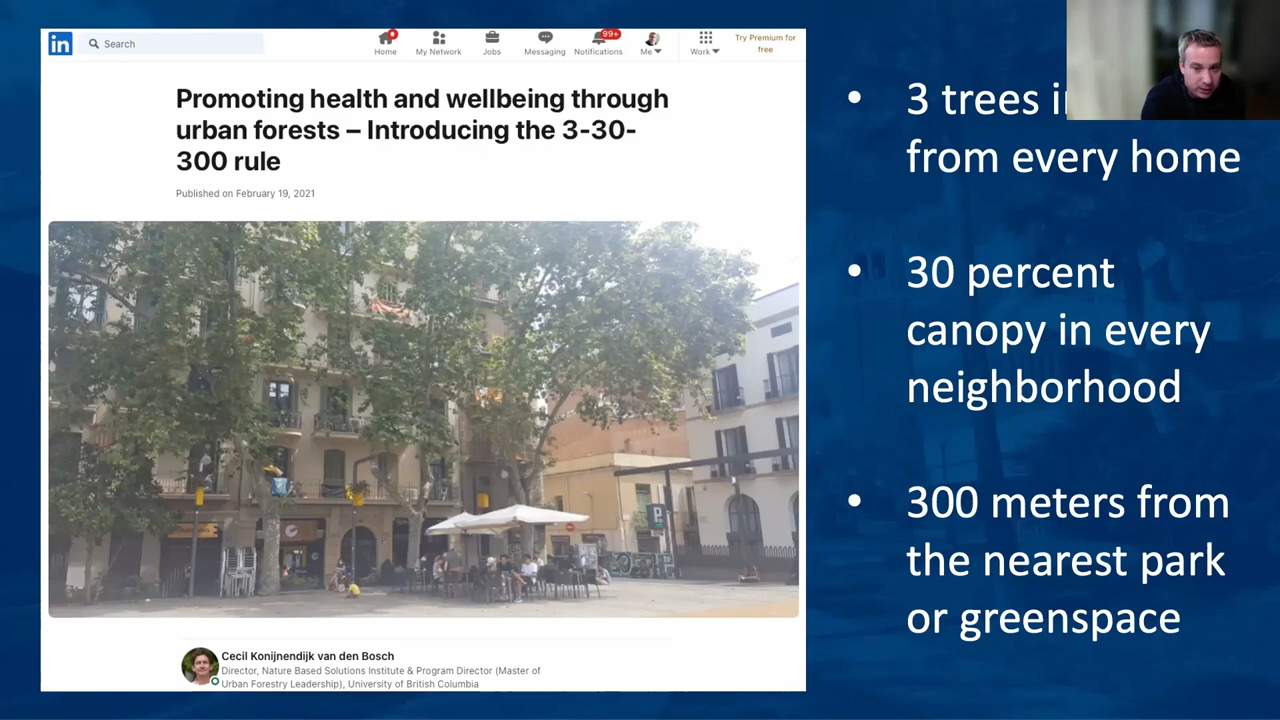 in
Search
Home
My Network
Jobs
Messaging
99+
Notifications
Me
Work
Try Premium for
free
Promoting health and wellbeing through
urban forests – Introducing the 3-30-
300 rule
Published on February 19, 2021
P
Cecil Konijnendijk van den Bosch
Director, Nature Based Solutions Institute & Program Director (Master of
Urban Forestry Leadership), University of British Columbia
• 3 trees
from every home
• 30 percent
canopy in every
neighborhood
• 300 meters from
the nearest park
or greenspace